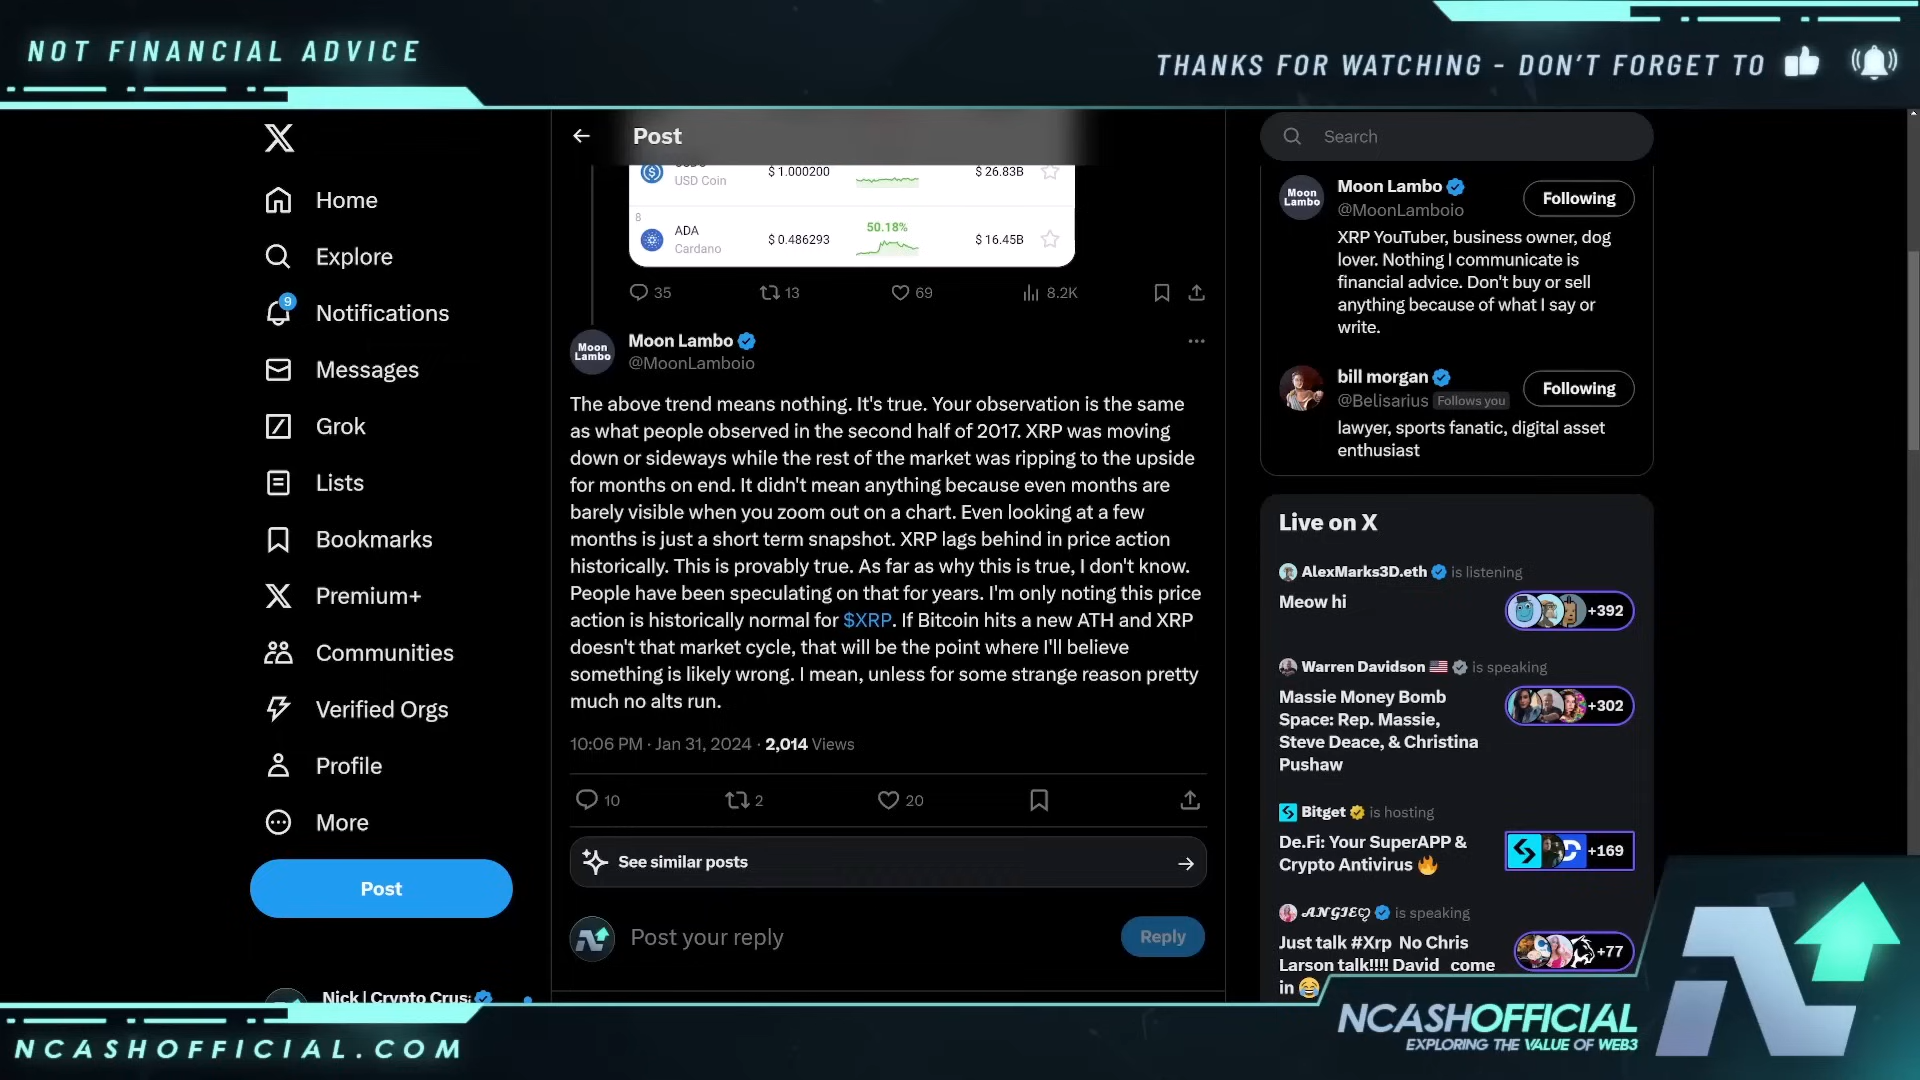 NOT FINANCIAL ADVICE
THANKS FOR WATCHING - DON'T FORGET TO
Home
Explore
9
Notifications
Messages
Grok
Lists
Bookmarks
Premium+
Communities
Verified Orgs
Profile
More
Post
Nick | Crypto Crus
Post
USD Coin
$ 1.000200
$ 26.83B
8
ADA
Cardano
$ 0.486293
50.18%
$ 16.45B
35
13
69
8.2K
Moon Lambo
Moon Lambo
@MoonLamboio
The above trend means nothing. It's true. Your observation is the same
as what people observed in the second half of 2017. XRP was moving
down or sideways while the rest of the market was ripping to the upside
for months on end. It didn't mean anything because even months are
barely visible when you zoom out on a chart. Even looking at a few
months is just a short term snapshot. XRP lags behind in price action
historically. This is provably true. As far as why this is true, I don't know.
People have been speculating on that for years. I'm only noting this price
action is historically normal for $XRP. If Bitcoin hits a new ATH and XRP
doesn't that market cycle, that will be the point where I'll believe
something is likely wrong. I mean, unless for some strange reason pretty
much no alts run.
10:06 PM · Jan 31, 2024 · 2,014 Views
10
2
20
See similar posts
Post your reply
Reply
Search
Moon Lambo
Moon Lambo
@MoonLamboio
Following
XRP YouTuber, business owner, dog
lover. Nothing I communicate is
financial advice. Don't buy or sell
anything because of what I say or
write.
bill morgan
@Belisarius Follows you
Following
lawyer, sports fanatic, digital asset
enthusiast
Live on X
AlexMarks3D.eth is listening
Meow hi
+392
Warren Davidson 🇺🇸 is speaking
Massie Money Bomb
Space: Rep. Massie,
Steve Deace, & Christina
Pushaw
+302
Bitget is hosting
De.Fi: Your SuperAPP &
Crypto Antivirus 🔥
+169
𝓐𝓝𝓖𝓘𝓔ღ is speaking
Just talk #Xrp No Chris
Larson talk!!!! David come
in 😂
+77
NCASHOFFICIAL.COM
NCASHOFFICIAL
EXPLORING THE VALUE OF WEB3